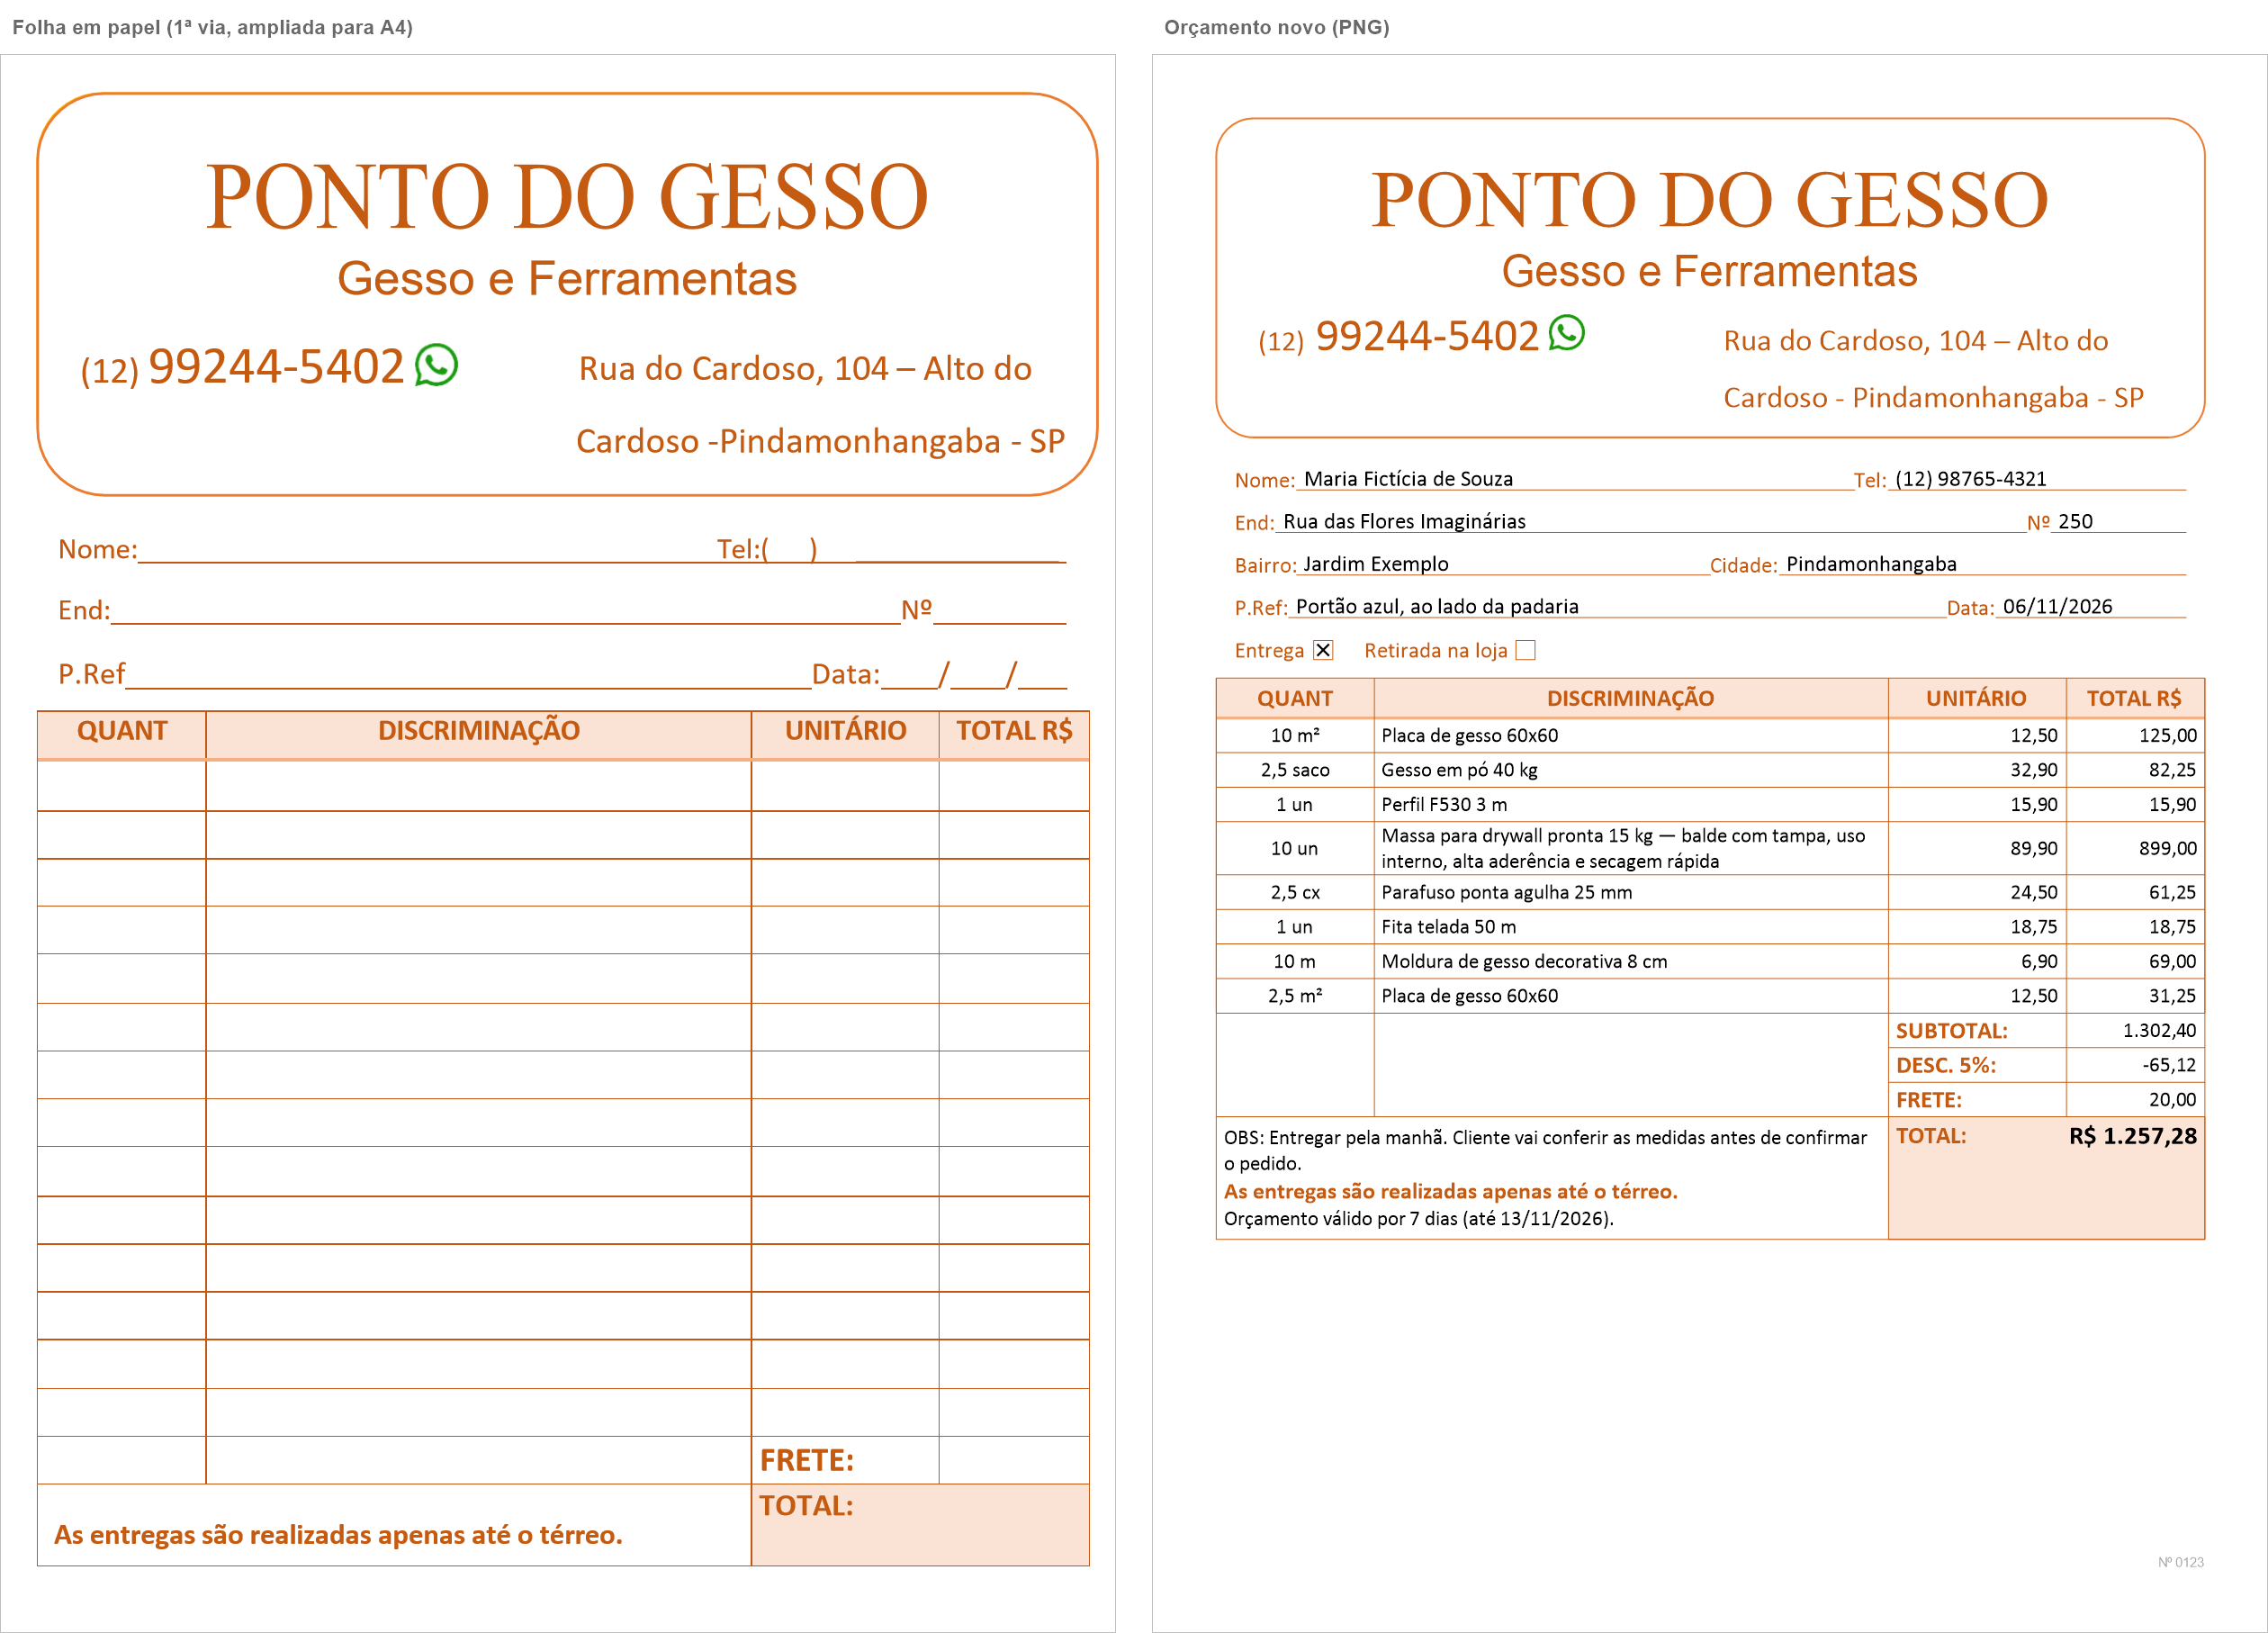 Folha em papel (1ª via, ampliada para A4)
PONTO DO GESSO
Gesso e Ferramentas
(12) 99244-5402
Rua do Cardoso, 104 – Alto do
Cardoso -Pindamonhangaba - SP
Nome: Tel:( )
End: Nº
P.Ref Data: / /
QUANT DISCRIMINAÇÃO UNITÁRIO TOTAL R$
FRETE:
TOTAL:
As entregas são realizadas apenas até o térreo.
Orçamento novo (PNG)
PONTO DO GESSO
Gesso e Ferramentas
(12) 99244-5402
Rua do Cardoso, 104 – Alto do
Cardoso - Pindamonhangaba - SP
Nome: Maria Fictícia de Souza Tel: (12) 98765-4321
End: Rua das Flores Imaginárias Nº 250
Bairro: Jardim Exemplo Cidade: Pindamonhangaba
P.Ref: Portão azul, ao lado da padaria Data: 06/11/2026
Entrega ☒ Retirada na loja ☐
QUANT DISCRIMINAÇÃO UNITÁRIO TOTAL R$
10 m² Placa de gesso 60x60 12,50 125,00
2,5 saco Gesso em pó 40 kg 32,90 82,25
1 un Perfil F530 3 m 15,90 15,90
10 un Massa para drywall pronta 15 kg — balde com tampa, uso
interno, alta aderência e secagem rápida 89,90 899,00
2,5 cx Parafuso ponta agulha 25 mm 24,50 61,25
1 un Fita telada 50 m 18,75 18,75
10 m Moldura de gesso decorativa 8 cm 6,90 69,00
2,5 m² Placa de gesso 60x60 12,50 31,25
SUBTOTAL: 1.302,40
DESC. 5%: -65,12
FRETE: 20,00
TOTAL: R$ 1.257,28
OBS: Entregar pela manhã. Cliente vai conferir as medidas antes de confirmar
o pedido.
As entregas são realizadas apenas até o térreo.
Orçamento válido por 7 dias (até 13/11/2026).
Nº 0123